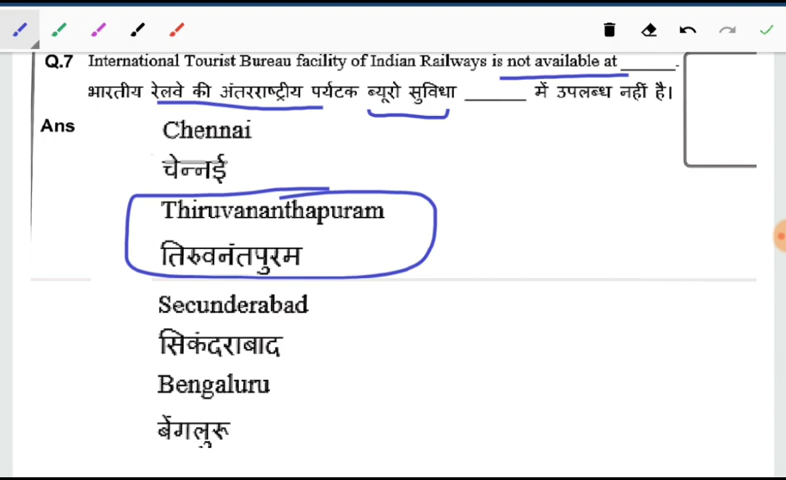 Q.7 International Tourist Bureau facility of Indian Railways is not available at ______.
भारतीय रेलवे की अंतरराष्ट्रीय पर्यटक ब्यूरो सुविधा ______ में उपलब्ध नहीं है।
Ans
Chennai
चेन्नई
Thiruvananthapuram
तिरुवनंतपुरम
Secunderabad
सिकंदराबाद
Bengaluru
बेंगलुरू